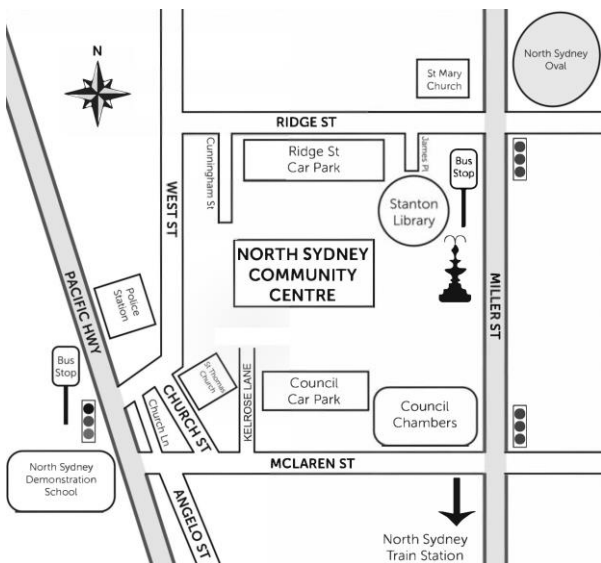 N
North Sydney
Oval
St Mary
Church
RIDGE ST
Cunningham St
Ridge St
Car Park
James Pl
Bus
Stop
Stanton
Library
WEST ST
NORTH SYDNEY
COMMUNITY
CENTRE
PACIFIC HWY
Police
Station
MILLER ST
Bus
Stop
St Thomas
Church
CHURCH ST
Church Ln
KELROSE LANE
Council
Car Park
Council
Chambers
North Sydney
Demonstration
School
MCLAREN ST
ANGELO ST
North Sydney
Train Station